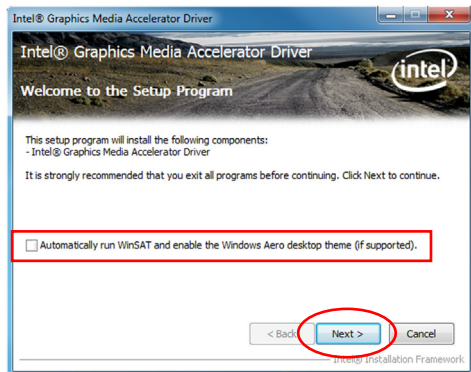 Intel® Graphics Media Accelerator Driver
Intel® Graphics Media Accelerator Driver
intel
Welcome to the Setup Program
This setup program will install the following components:
- Intel® Graphics Media Accelerator Driver
It is strongly recommended that you exit all programs before continuing. Click Next to continue.
Automatically run WinSAT and enable the Windows Aero desktop theme (if supported).
< Back Next > Cancel
Intel® Installation Framework